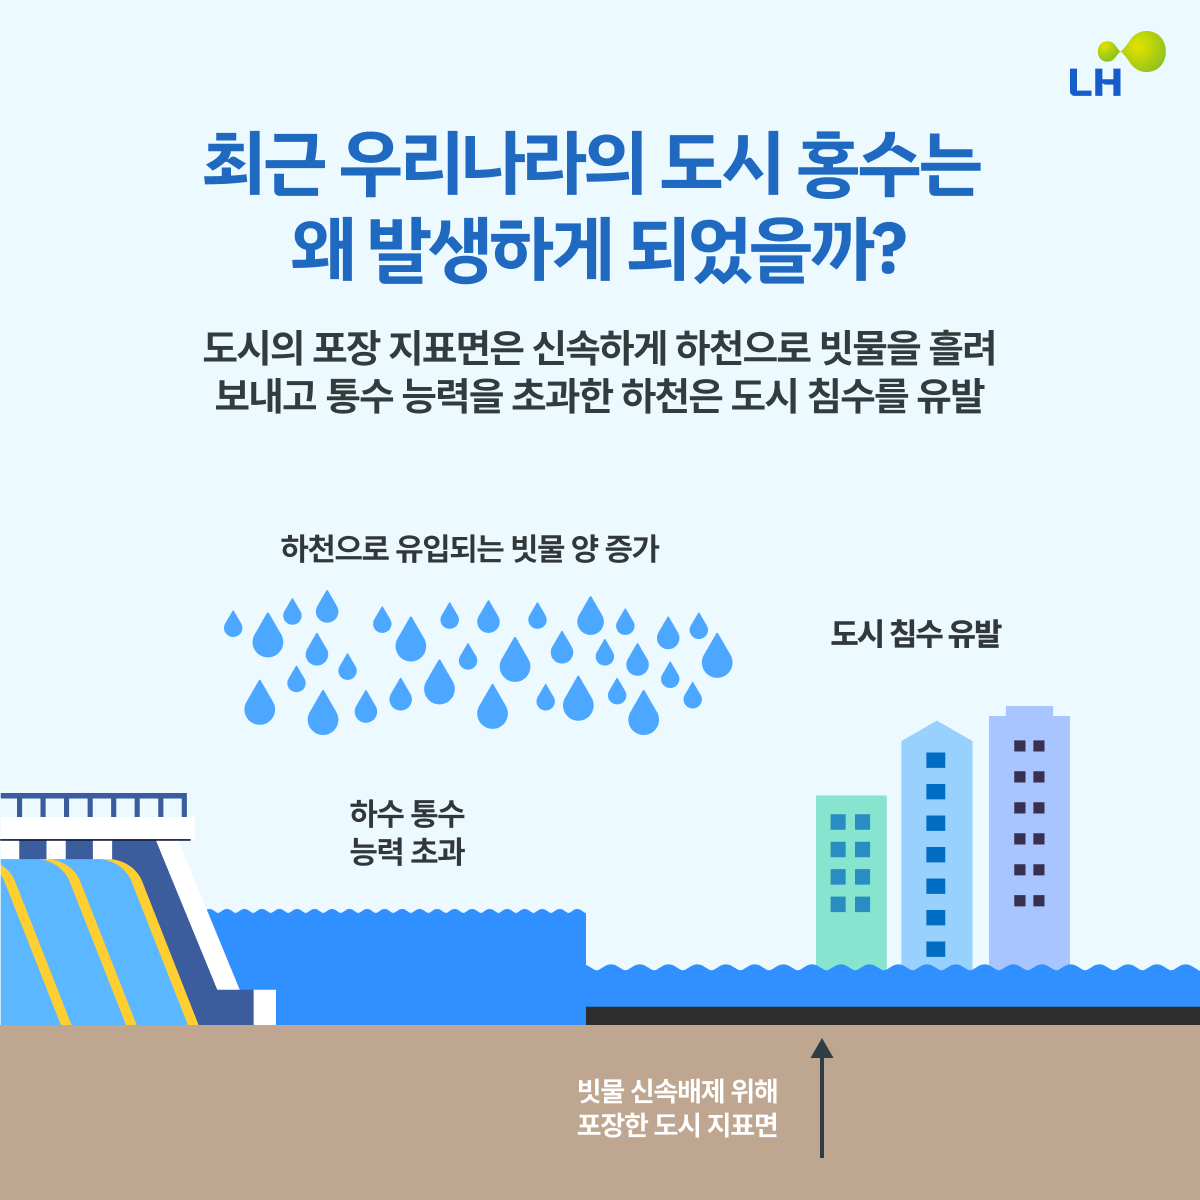 LH
최근 우리나라의 도시 홍수는
왜 발생하게 되었을까?
도시의 포장 지표면은 신속하게 하천으로 빗물을 흘려
보내고 통수 능력을 초과한 하천은 도시 침수를 유발
하천으로 유입되는 빗물 양 증가
도시 침수 유발
하수 통수
능력 초과
빗물 신속배제 위해
포장한 도시 지표면